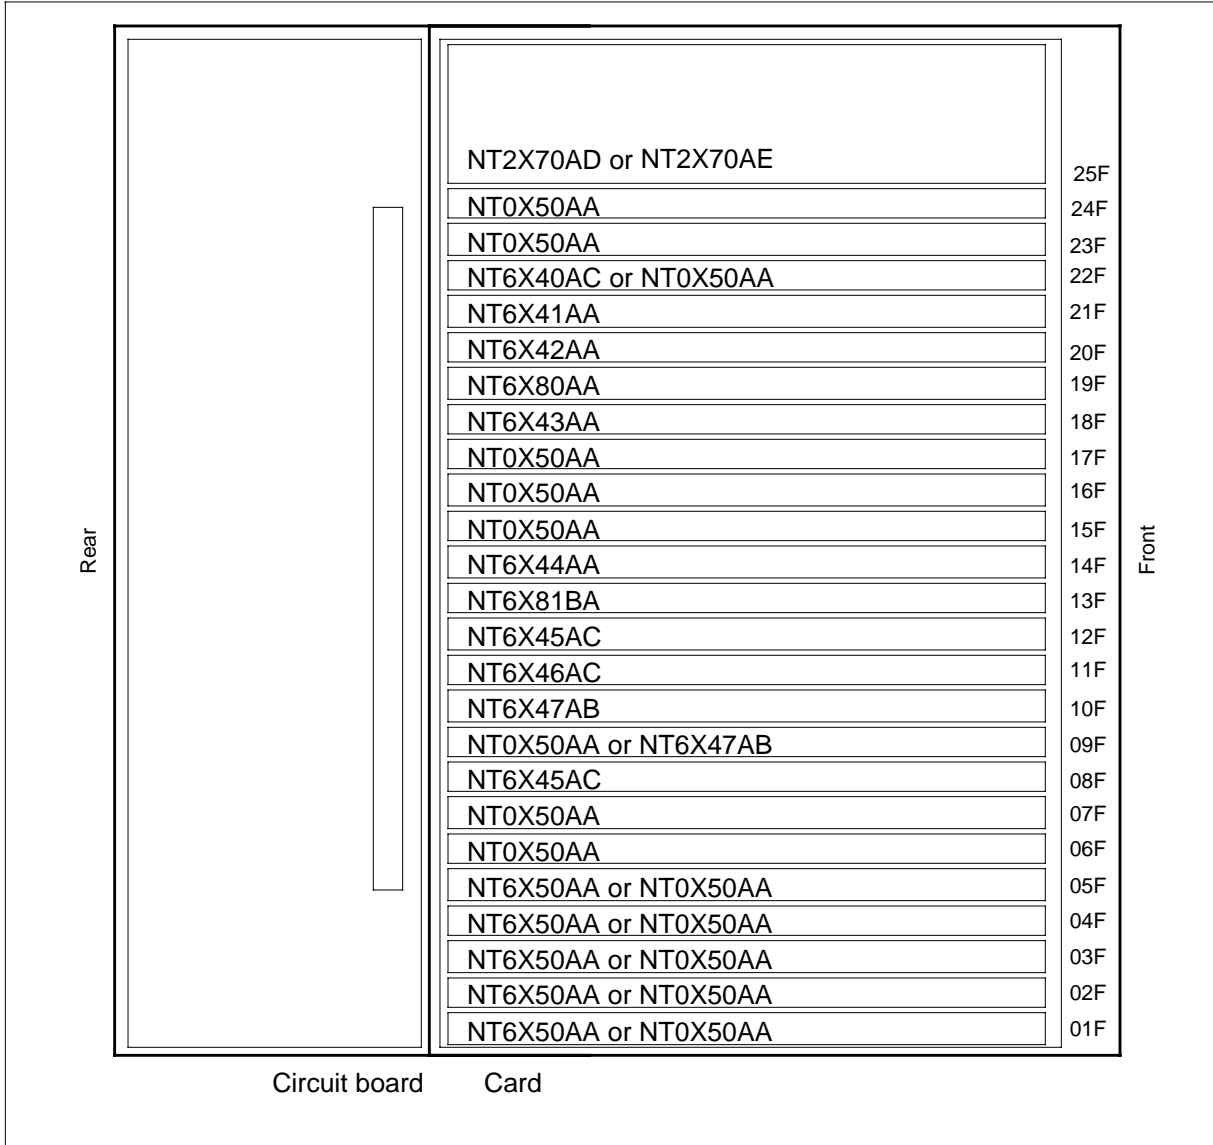 NT2X70AD or NT2X70AE 25F
NT0X50AA 24F
NT0X50AA 23F
NT6X40AC or NT0X50AA 22F
NT6X41AA 21F
NT6X42AA 20F
NT6X80AA 19F
NT6X43AA 18F
NT0X50AA 17F
NT0X50AA 16F
NT0X50AA 15F
NT6X44AA 14F
NT6X81BA 13F
NT6X45AC 12F
NT6X46AC 11F
NT6X47AB 10F
NT0X50AA or NT6X47AB 09F
NT6X45AC 08F
NT0X50AA 07F
NT0X50AA 06F
NT6X50AA or NT0X50AA 05F
NT6X50AA or NT0X50AA 04F
NT6X50AA or NT0X50AA 03F
NT6X50AA or NT0X50AA 02F
NT6X50AA or NT0X50AA 01F
Rear
Front
Circuit board
Card